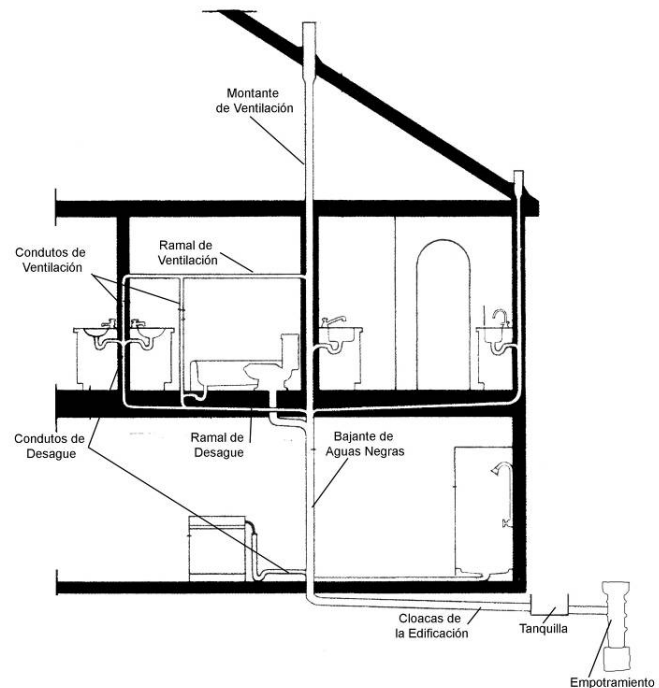 Montante
de Ventilación
Condutos de
Ventilación
Ramal de
Ventilación
Condutos de
Desague
Ramal de
Desague
Bajante de
Aguas Negras
Cloacas de
la Edificación
Tanquilla
Empotramiento